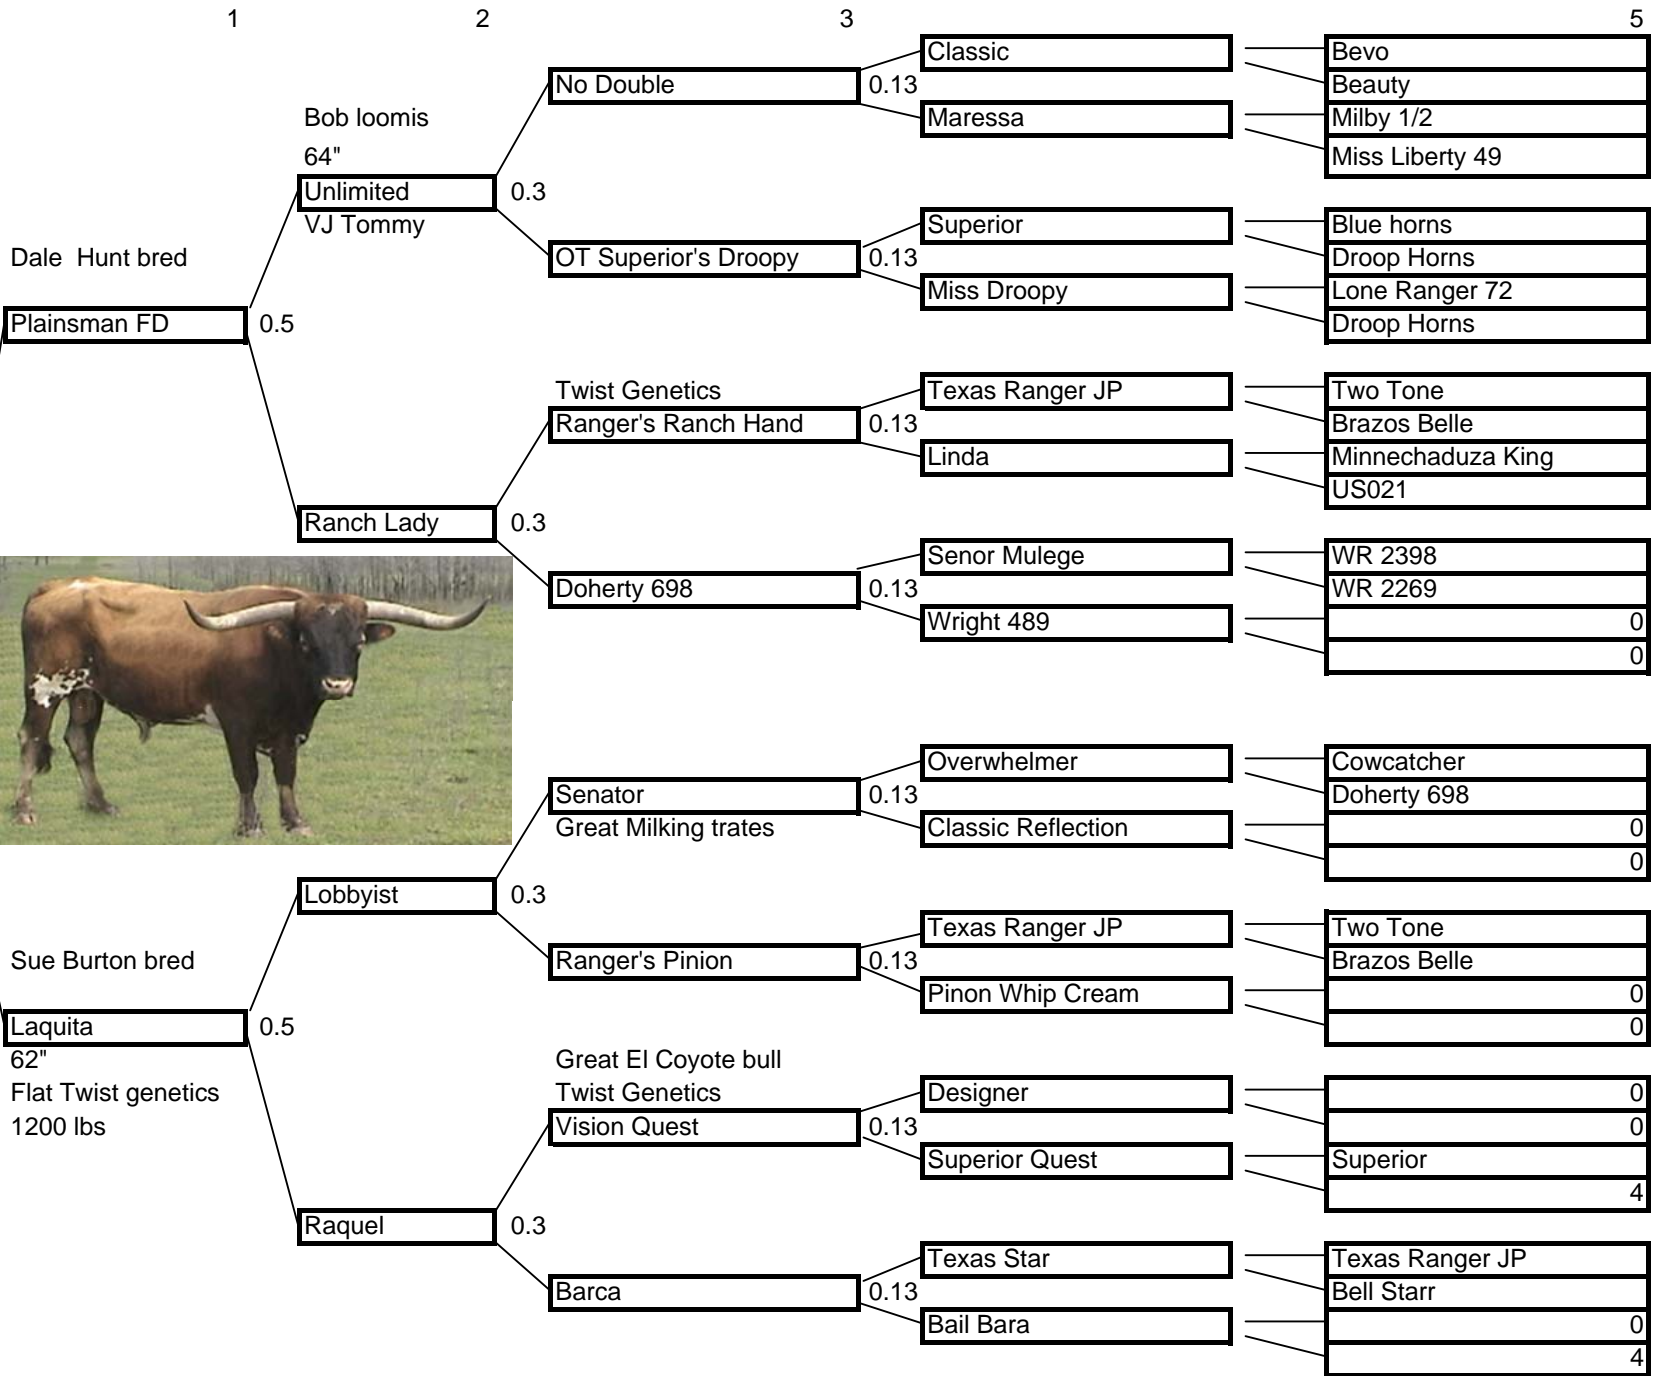 1 2 3 5
Classic
Bevo
No Double
0.13
Beauty
Bob loomis
Maressa
Milby 1/2
64"
Miss Liberty 49
Unlimited
0.3
VJ Tommy
Superior
Blue horns
Dale Hunt bred
OT Superior's Droopy
0.13
Droop Horns
Miss Droopy
Lone Ranger 72
Plainsman FD
0.5
Droop Horns
Twist Genetics
Texas Ranger JP
Two Tone
Ranger's Ranch Hand
0.13
Brazos Belle
Linda
Minnechaduza King
US021
Ranch Lady
0.3
Senor Mulege
WR 2398
Doherty 698
0.13
WR 2269
Wright 489
0
0
Overwhelmer
Cowcatcher
Senator
0.13
Doherty 698
Great Milking trates
Classic Reflection
0
0
Lobbyist
0.3
Texas Ranger JP
Two Tone
Sue Burton bred
Ranger's Pinion
0.13
Brazos Belle
Pinon Whip Cream
0
Laquita
0.5
0
62"
Great El Coyote bull
Flat Twist genetics
Twist Genetics
Designer
0
1200 lbs
Vision Quest
0.13
0
Superior Quest
Superior
4
Raquel
0.3
Texas Star
Texas Ranger JP
Barca
0.13
Bell Starr
Bail Bara
0
4